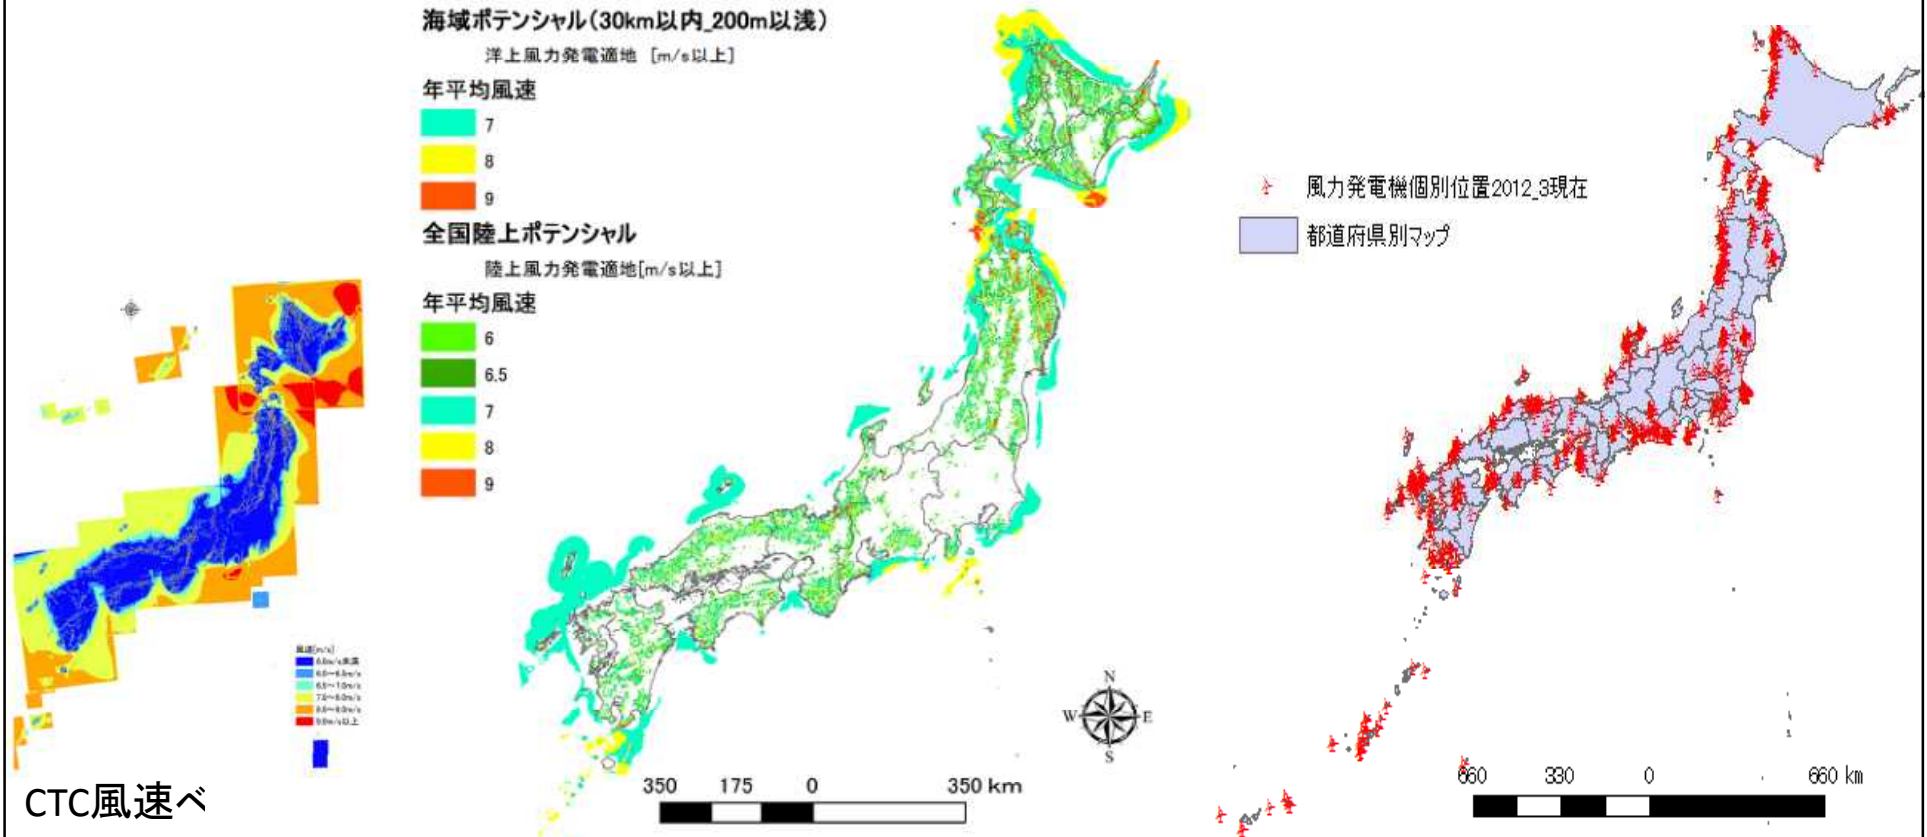 海域ポテンシャル(30km以内_200m以浅)
洋上風力発電適地 [m/s以上]
年平均風速
7
8
9
全国陸上ポテンシャル
陸上風力発電適地[m/s以上]
年平均風速
6
6.5
7
8
9
風力発電機個別位置2012_3現在
都道府県別マップ
風速[m/s]
N
W E
S
350 175 0 350 km
660 330 0 660 km
CTC風速ベ